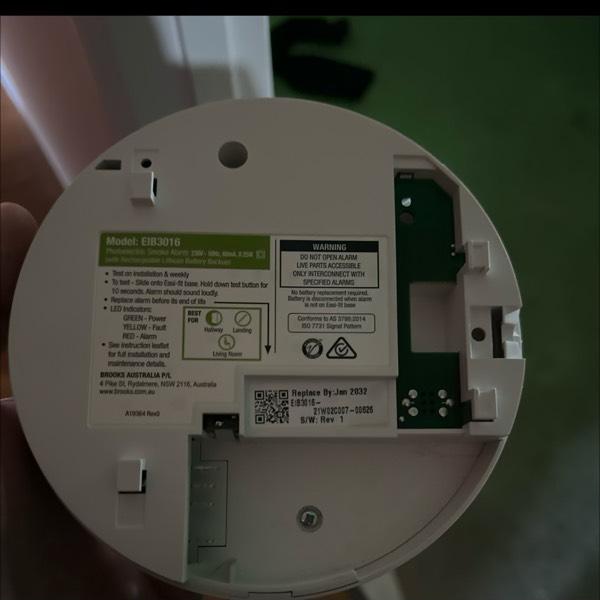 Model: EIB3016
Photoelectric Smoke Alarm 230V~ 50Hz, 60mA, 0.25W
(with Rechargeable Lithium Battery Backup)
• Test on installation & weekly
• To test - Slide onto Easi-fit base. Hold down test button for
10 seconds. Alarm should sound loudly.
• Replace alarm before its end of life
• LED Indicators:
GREEN - Power
YELLOW - Fault
RED - Alarm
• See instruction leaflet
for full installation and
maintenance details.
BEST
FOR
Hallway
Landing
Living Room
BROOKS AUSTRALIA P/L
4 Pike St, Rydalmere, NSW 2116, Australia
www.brooks.com.au
A19364 Rev0
WARNING
DO NOT OPEN ALARM
LIVE PARTS ACCESSIBLE
ONLY INTERCONNECT WITH
SPECIFIED ALARMS
No battery replacement required.
Battery is disconnected when alarm
is not on Easi-fit base
Conforms to AS 3786:2014
ISO 7731 Signal Pattern
Replace By:Jan 2032
EIB3016-
21W02C007-00626
S/W: Rev 1